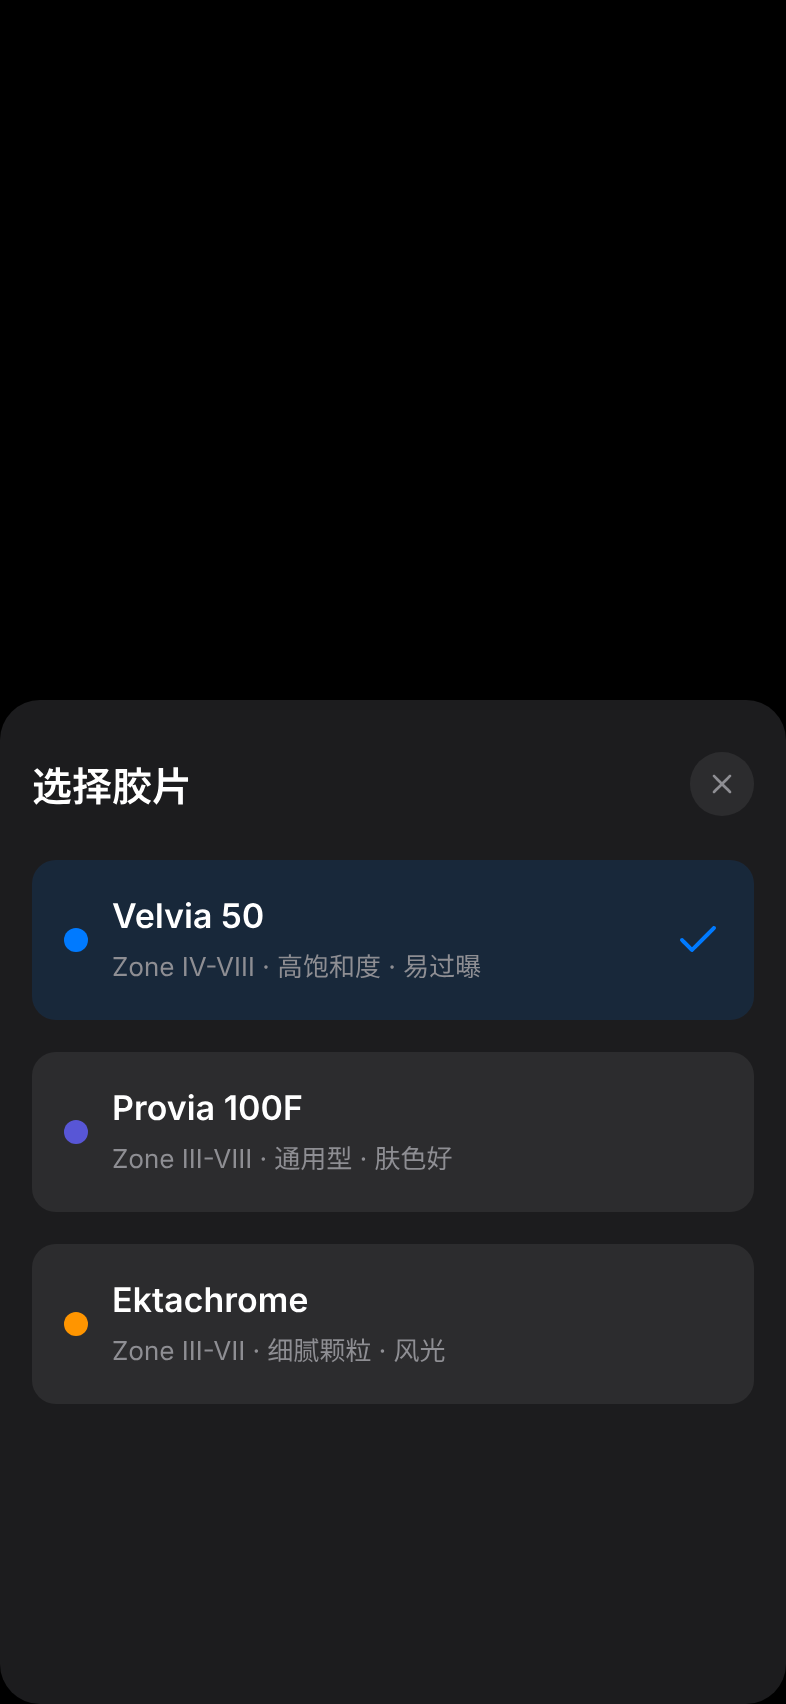 选择胶片
Velvia 50
Zone IV-VIII · 高饱和度 · 易过曝
Provia 100F
Zone III-VIII · 通用型 · 肤色好
Ektachrome
Zone III-VII · 细腻颗粒 · 风光